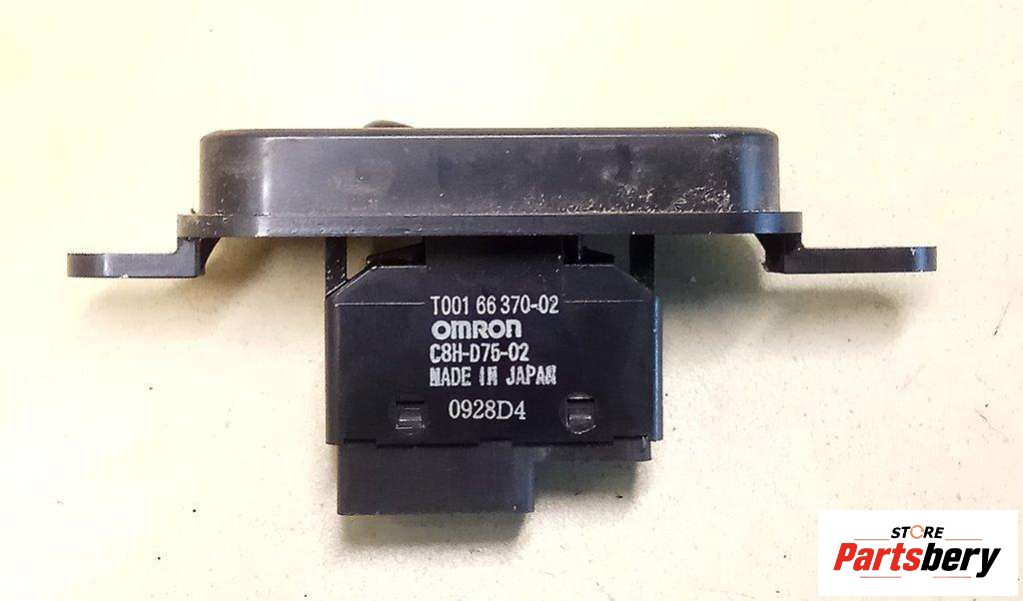 T001 66 370-02
OMRON
C8H-D75-02
MADE IN JAPAN
0928D4
STORE
Partsbery